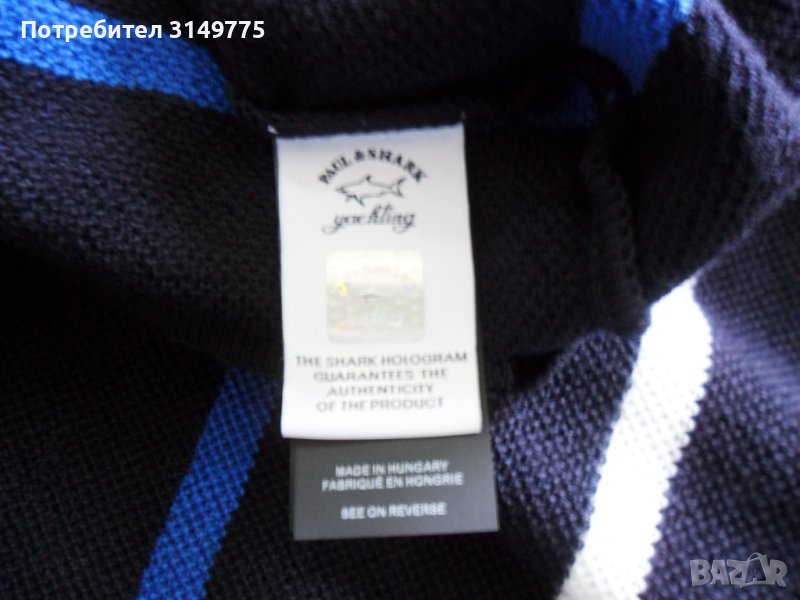 Потребител 3149775
PAUL & SHARK
yachting
THE SHARK HOLOGRAM
GUARANTEES THE
AUTHENTICITY
OF THE PRODUCT
MADE IN HUNGARY
FABRIQUÉ EN HONGRIE
SEE ON REVERSE
BAZAR